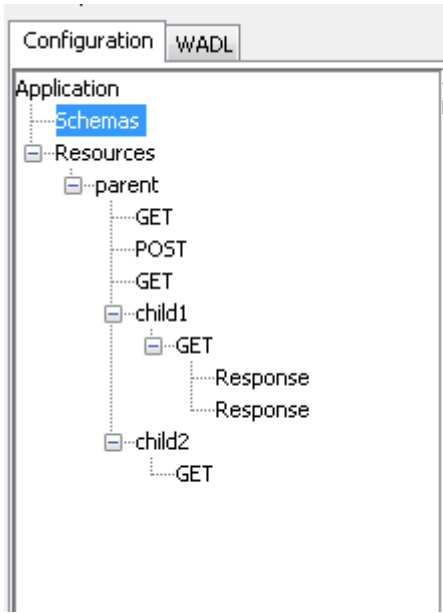 Configuration WADL
Application
Schemas
Resources
parent
GET
POST
GET
child1
GET
Response
Response
child2
GET